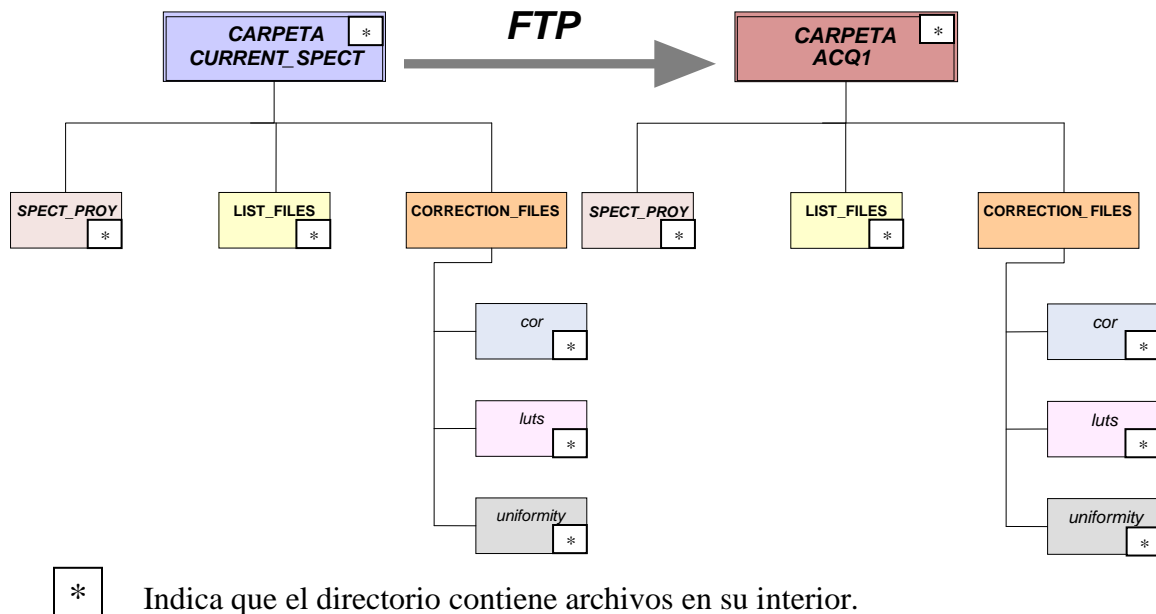 CARPETA *
CURRENT_SPECT
FTP
CARPETA *
ACQ1
SPECT_PROY
*
LIST_FILES
*
CORRECTION_FILES
SPECT_PROY
*
LIST_FILES
*
CORRECTION_FILES
cor
*
cor
*
luts
*
luts
*
uniformity
*
uniformity
*
* Indica que el directorio contiene archivos en su interior.